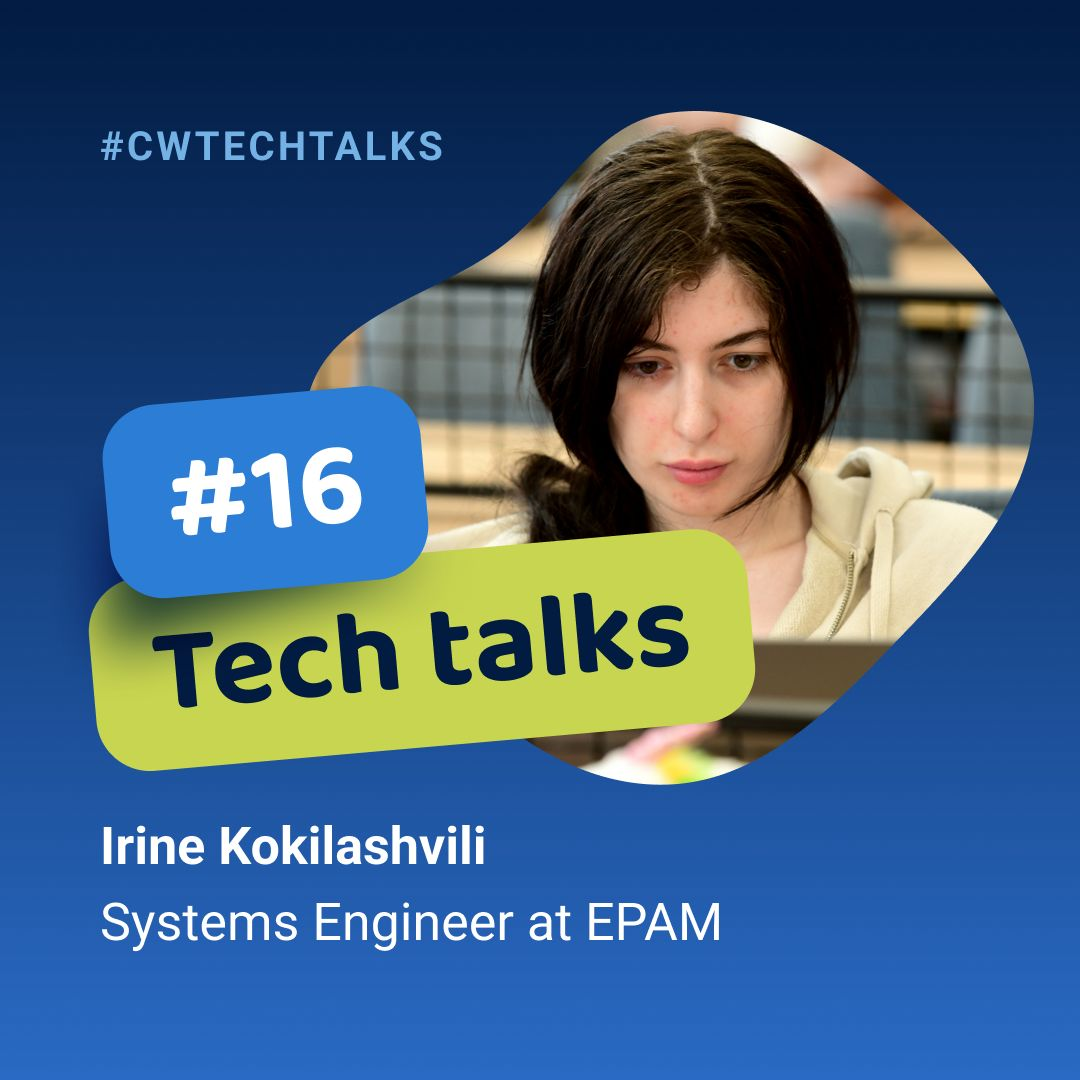 #CWTECHTALKS
#16
Tech talks
Irine Kokilashvili
Systems Engineer at EPAM